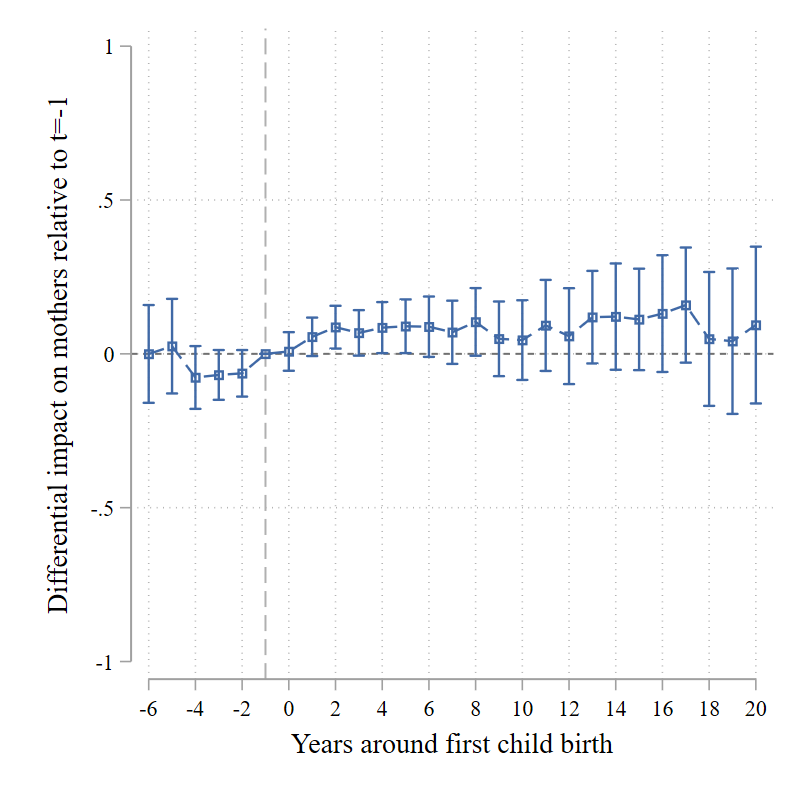 Differential impact on mothers relative to t=-1
1
.5
0
-.5
-1
-6 -4 -2 0 2 4 6 8 10 12 14 16 18 20
Years around first child birth